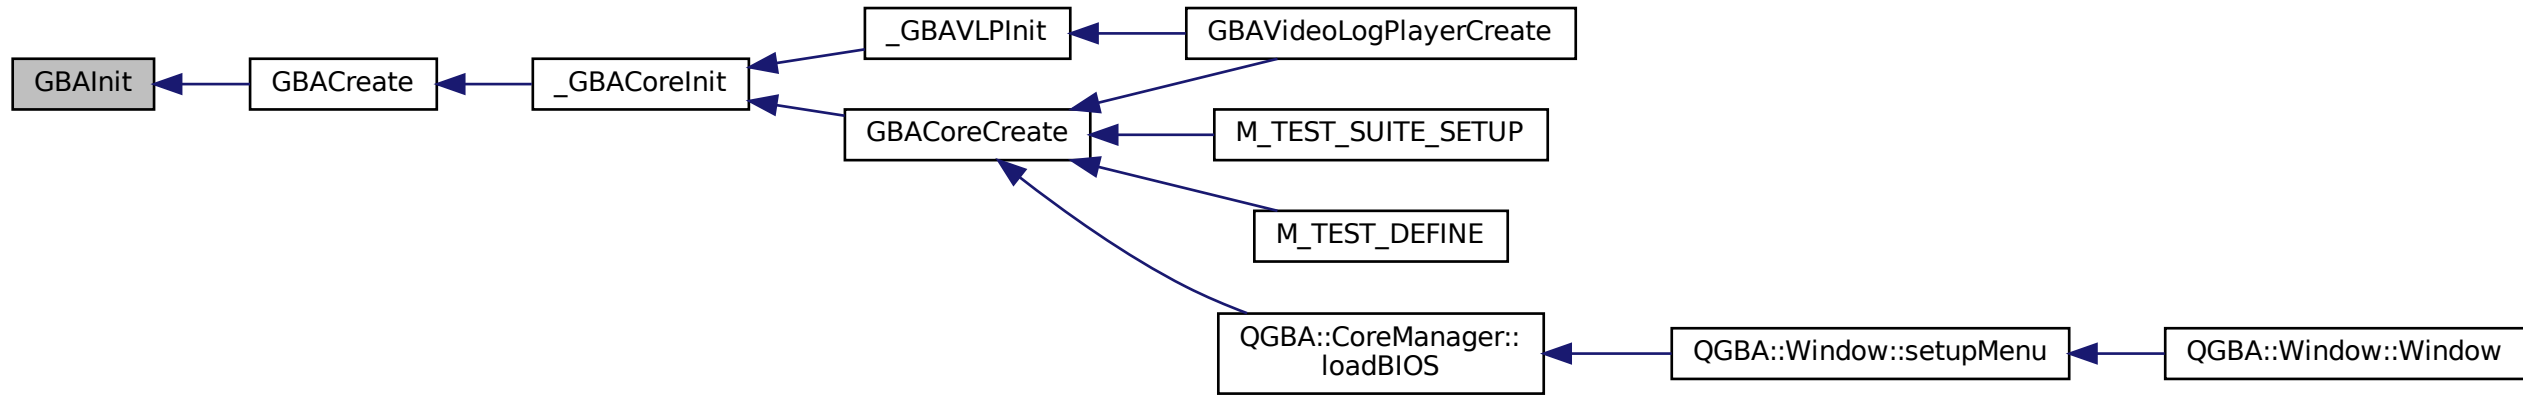 GBAInit
GBACreate
_GBACoreInit
_GBAVLPInit
GBAVideoLogPlayerCreate
GBACoreCreate
M_TEST_SUITE_SETUP
M_TEST_DEFINE
QGBA::CoreManager::
loadBIOS
QGBA::Window::setupMenu
QGBA::Window::Window